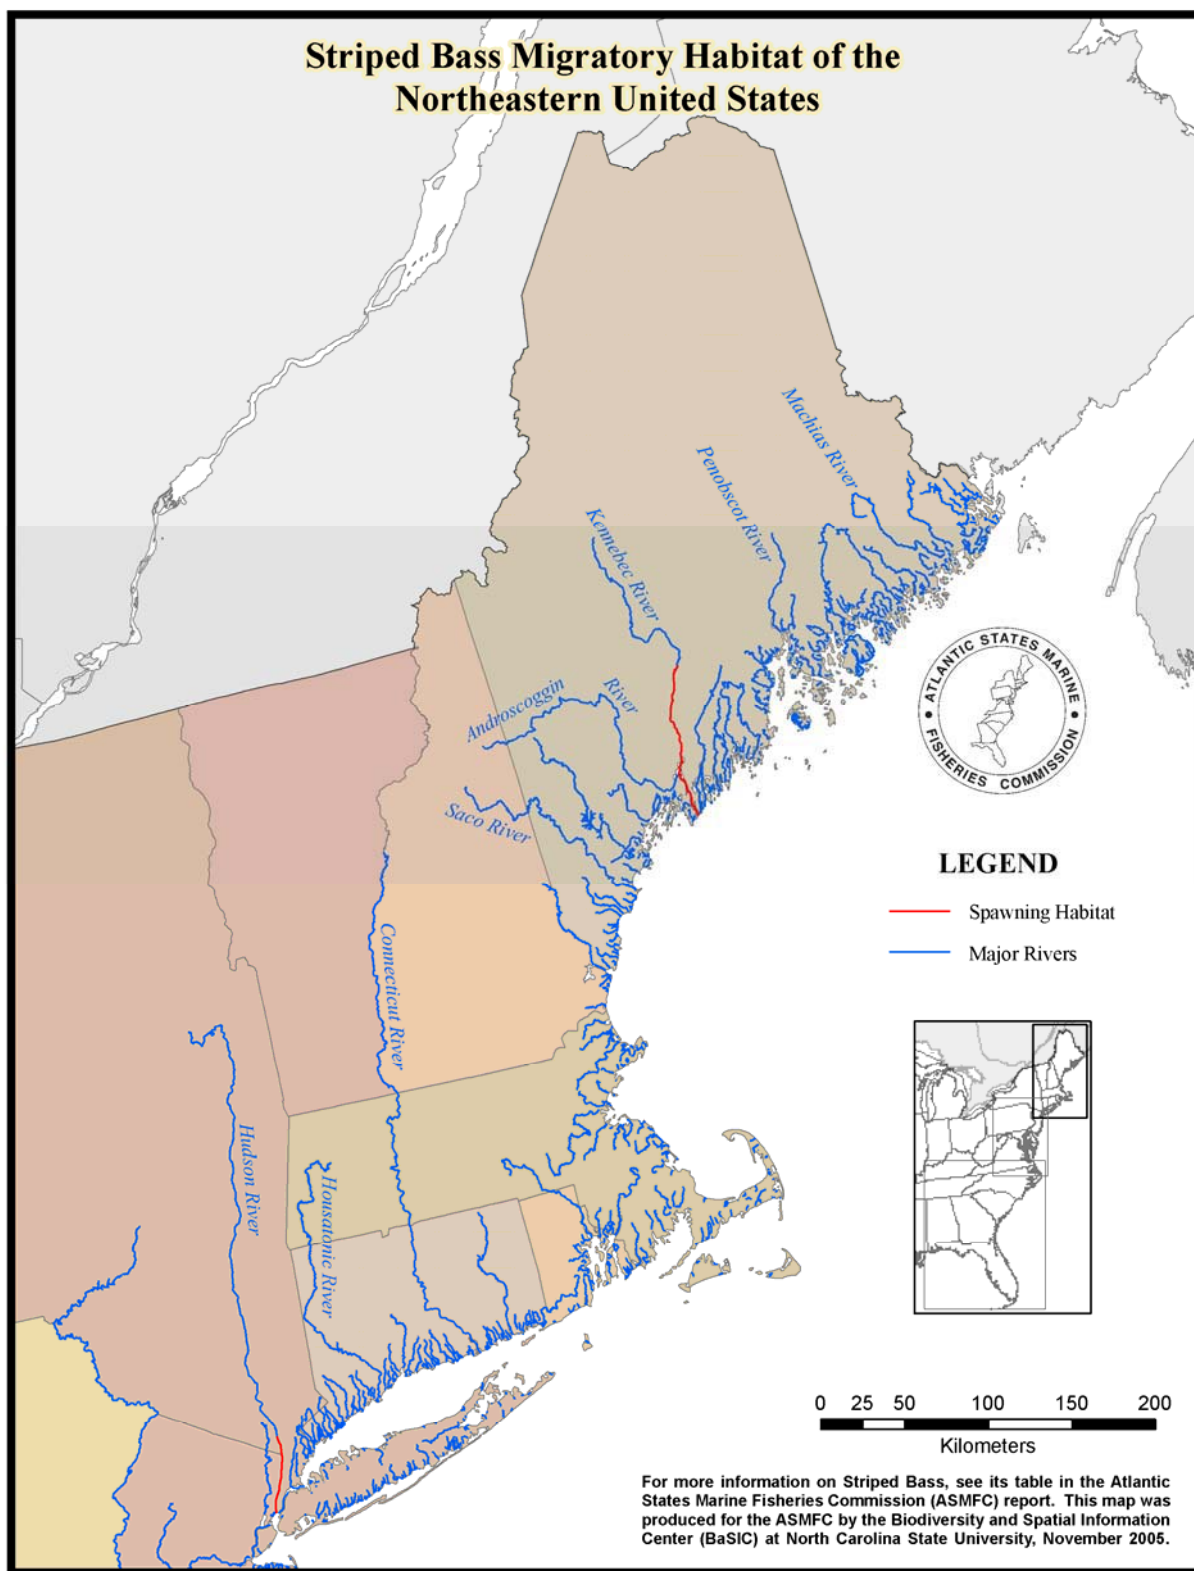 Striped Bass Migratory Habitat of the
Northeastern United States
Machias River
Penobscot River
Kennebec River
Androscoggin
River
Saco River
ATLANTIC STATES MARINE
FISHERIES COMMISSION
LEGEND
Spawning Habitat
Major Rivers
Connecticut River
Hudson River
Housatonic River
0 25 50 100 150 200
Kilometers
For more information on Striped Bass, see its table in the Atlantic
States Marine Fisheries Commission (ASMFC) report. This map was
produced for the ASMFC by the Biodiversity and Spatial Information
Center (BaSIC) at North Carolina State University, November 2005.